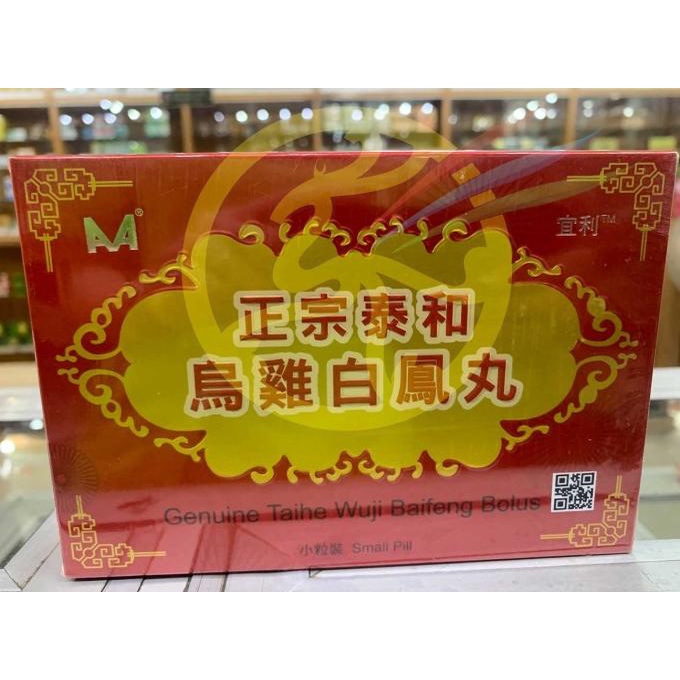 宜利™
正宗泰和
烏雞白鳳丸
Genuine Taihe Wuji Baifeng Bolus
小粒裝 Small Pill